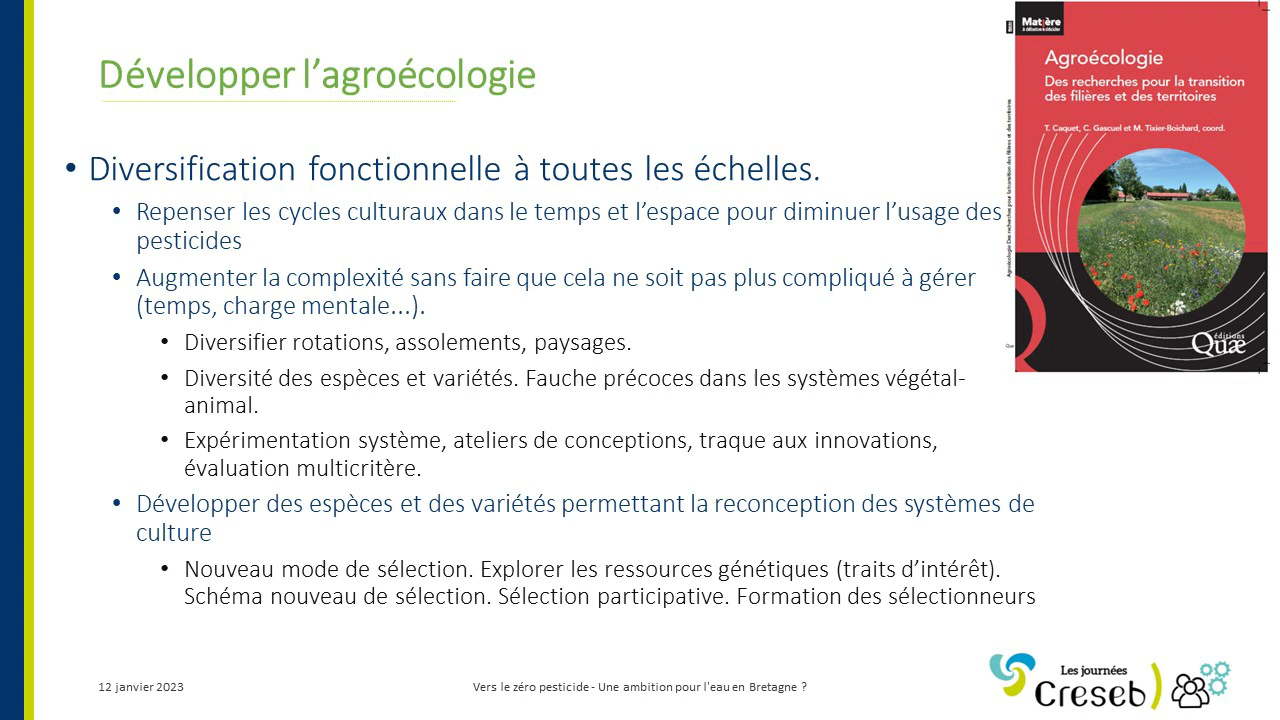 Développer l’agroécologie
• Diversification fonctionnelle à toutes les échelles.
• Repenser les cycles culturaux dans le temps et l’espace pour diminuer l’usage des
pesticides
• Augmenter la complexité sans faire que cela ne soit pas plus compliqué à gérer
(temps, charge mentale...).
• Diversifier rotations, assolements, paysages.
• Diversité des espèces et variétés. Fauche précoces dans les systèmes végétal-
animal.
• Expérimentation système, ateliers de conceptions, traque aux innovations,
évaluation multicritère.
• Développer des espèces et des variétés permettant la reconception des systèmes de
culture
• Nouveau mode de sélection. Explorer les ressources génétiques (traits d’intérêt).
Schéma nouveau de sélection. Sélection participative. Formation des sélectionneurs
Matière
à débattre & décider
Agroécologie
Des recherches pour la transition
des filières et des territoires
T. Caquet, C. Gascuel et M. Tixier-Boichard, coord.
éditions
Quæ
12 janvier 2023
Vers le zéro pesticide - Une ambition pour l'eau en Bretagne ?
Les journées
Creseb